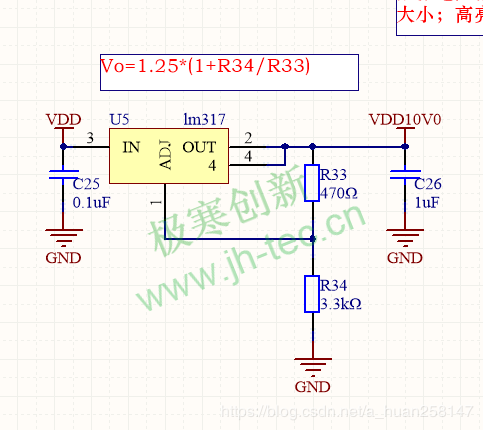 大小；高亮
Vo=1.25*(1+R34/R33)
VDD
U5
lm317
VDD10V0
3
IN
ADJ
OUT
4
2
4
1
C25
0.1uF
R33
470Ω
C26
1uF
GND
GND
R34
3.3kΩ
GND
极寒创新
www.jh-tec.cn
https://blog.csdn.net/a_huan258147